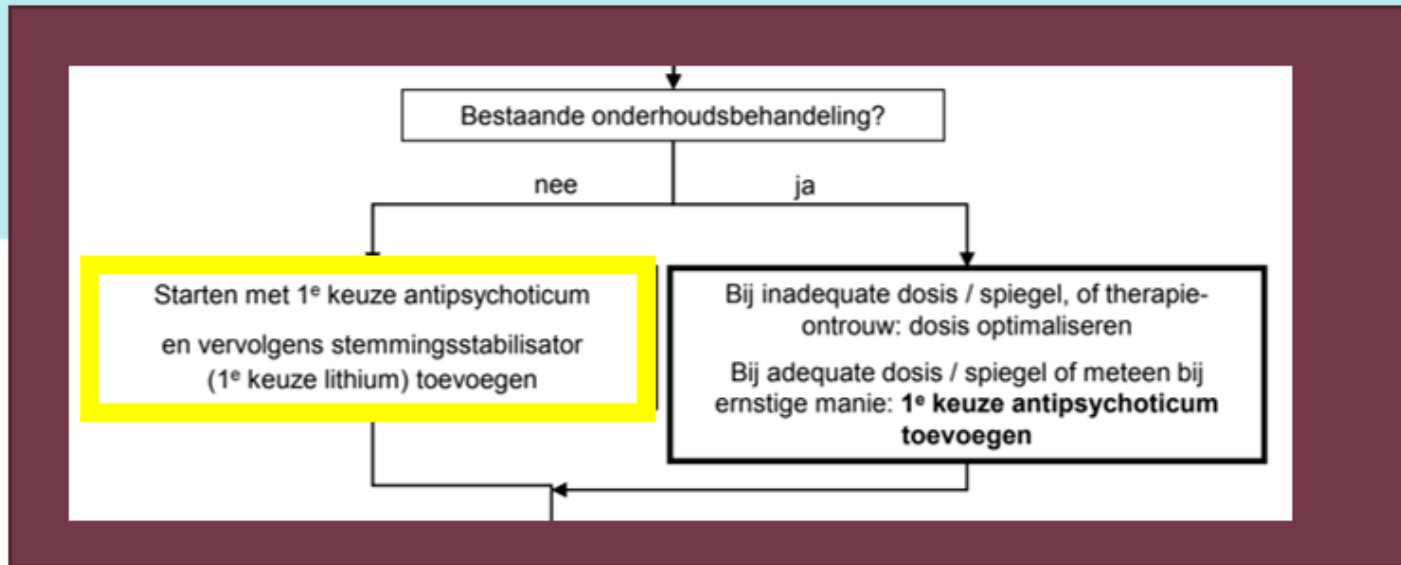 Bestaande onderhoudsbehandeling?
nee
ja
Starten met 1e keuze antipsychoticum
en vervolgens stemmingsstabilisator
(1e keuze lithium) toevoegen
Bij inadequate dosis / spiegel, of therapie-
ontrouw: dosis optimaliseren
Bij adequate dosis / spiegel of meteen bij
ernstige manie: 1e keuze antipsychoticum
toevoegen